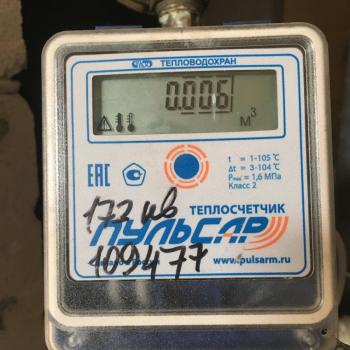 ТЕПЛОВОДОХРАН
0.006
м³
t = 1-105 °C
Δt = 3-104°C
Pmax = 1,6 МПа
Класс 2
ЕАС
ТЕПЛОСЧЕТЧИК
172 кв
ПУЛЬСАР
109477
www.pulsarm.ru